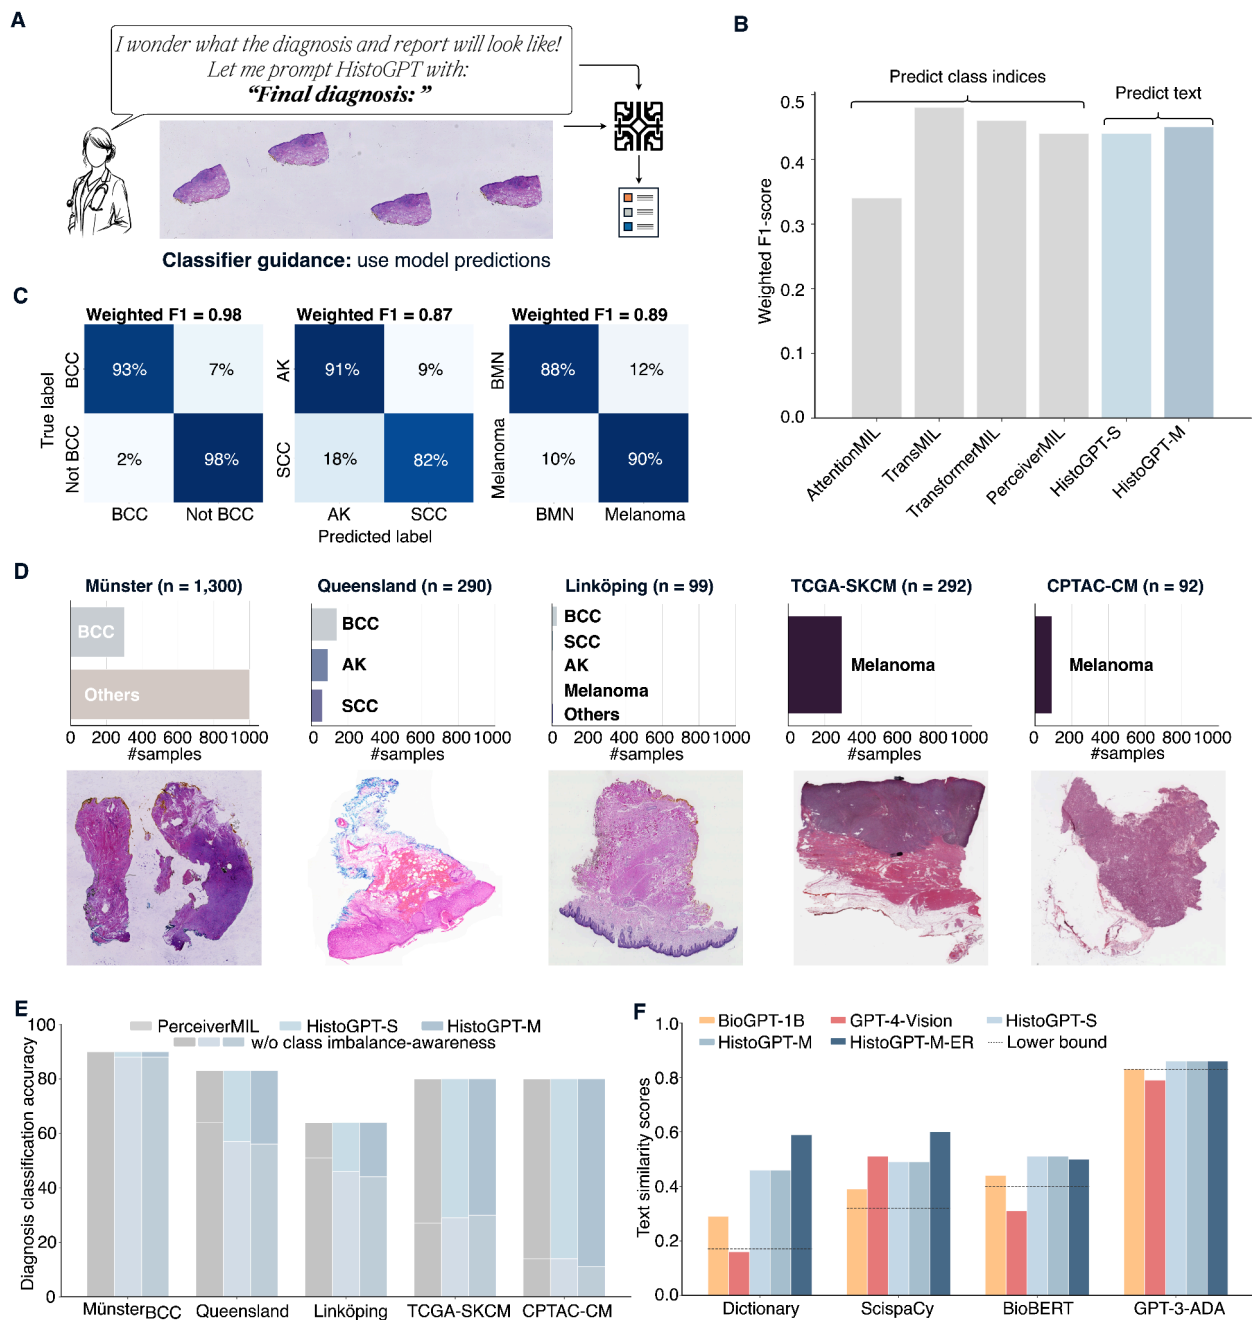 A
I wonder what the diagnosis and report will look like!
Let me prompt HistoGPT with:
“Final diagnosis: ”
Classifier guidance: use model predictions
B
Predict class indices
Predict text
Weighted F1-score
0.5
0.4
0.3
0.2
0.1
0.0
AttentionMIL
TransMIL
TransformerMIL
PerceiverMIL
HistoGPT-S
HistoGPT-M
C
Weighted F1 = 0.98
True label
BCC
Not BCC
93%
7%
2%
98%
BCC
Not BCC
Weighted F1 = 0.87
AK
SCC
91%
9%
18%
82%
AK
SCC
Predicted label
Weighted F1 = 0.89
BMN
Melanoma
88%
12%
10%
90%
BMN
Melanoma
D
Münster (n = 1,300)
BCC
Others
0 200 400 600 800 1000
#samples
Queensland (n = 290)
BCC
AK
SCC
0 200 400 600 800 1000
#samples
Linköping (n = 99)
BCC
SCC
AK
Melanoma
Others
0 200 400 600 800 1000
#samples
TCGA-SKCM (n = 292)
Melanoma
0 200 400 600 800 1000
#samples
CPTAC-CM (n = 92)
Melanoma
0 200 400 600 800 1000
#samples
E
Diagnosis classification accuracy
PerceiverMIL
HistoGPT-S
HistoGPT-M
w/o class imbalance-awareness
100
80
60
40
20
0
MünsterBCC
Queensland
Linköping
TCGA-SKCM
CPTAC-CM
F
Text similarity scores
BioGPT-1B
GPT-4-Vision
HistoGPT-S
HistoGPT-M
HistoGPT-M-ER
Lower bound
1.0
0.8
0.6
0.4
0.2
0.0
Dictionary
ScispaCy
BioBERT
GPT-3-ADA